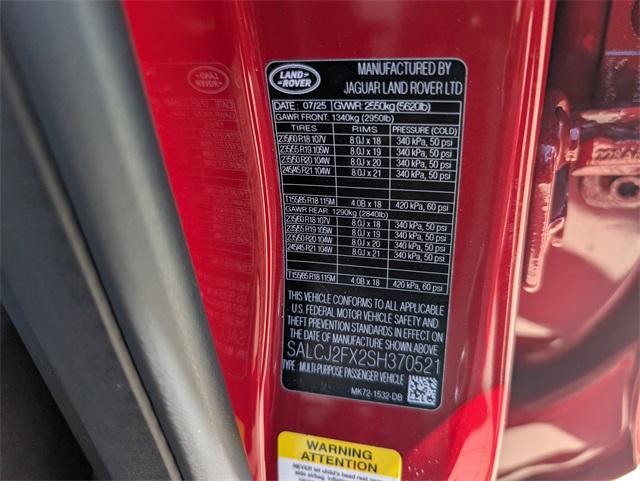 LAND ROVER
MANUFACTURED BY
JAGUAR LAND ROVER LTD
DATE : 07/25 GVWR: 2550kg (5620lb)
GAWR FRONT: 1340kg (2950lb)
TIRES RIMS PRESSURE (COLD)
235/60 R18 107V 8.0J x 18 340 kPa, 50 psi
235/55 R19 105W 8.0J x 19 340 kPa, 50 psi
235/50 R20 104W 8.0J x 20 340 kPa, 50 psi
245/45 R21 104W 8.0J x 21 340 kPa, 50 psi
T155/85 R18 115M 4.0B x 18 420 kPa, 60 psi
GAWR REAR: 1290kg (2840lb)
235/60 R18 107V 8.0J x 18 340 kPa, 50 psi
235/55 R19 105W 8.0J x 19 340 kPa, 50 psi
235/50 R20 104W 8.0J x 20 340 kPa, 50 psi
245/45 R21 104W 8.0J x 21 340 kPa, 50 psi
T155/85 R18 115M 4.0B x 18 420 kPa, 60 psi
THIS VEHICLE CONFORMS TO ALL APPLICABLE
U.S. FEDERAL MOTOR VEHICLE SAFETY AND
THEFT PREVENTION STANDARDS IN EFFECT ON
THE DATE OF MANUFACTURE SHOWN ABOVE
SALCJ2FX2SH370521
TYPE : MULTI-PURPOSE PASSENGER VEHICLE
MK72-1532-DB
WARNING
ATTENTION
NEVER let child's head rest near
side airbag.